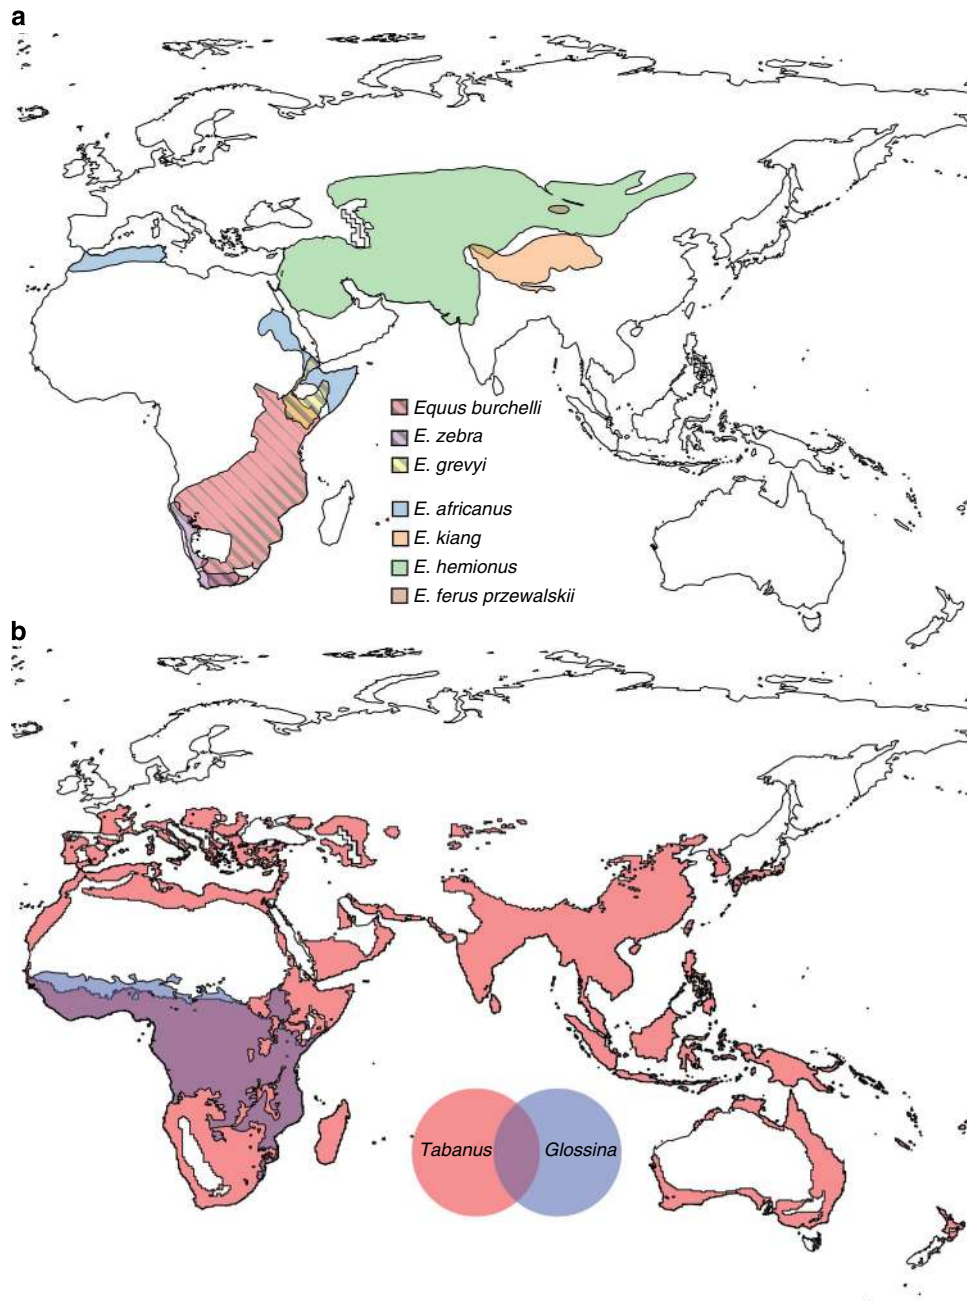 a
Equus burchelli
E. zebra
E. grevyi
E. africanus
E. kiang
E. hemionus
E. ferus przewalskii
b
Tabanus
Glossina